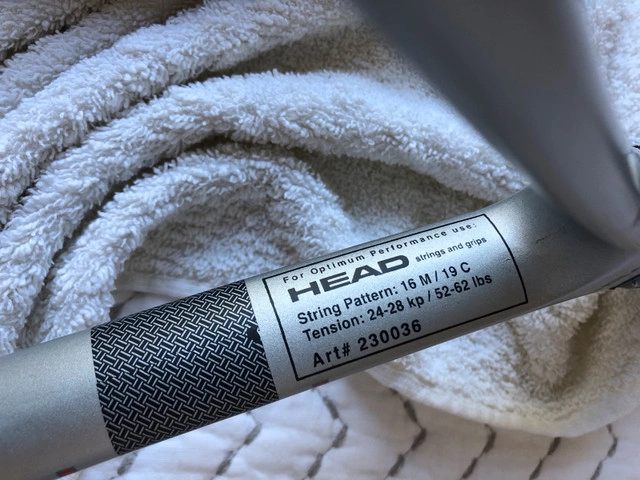 For Optimum Performance use:
HEAD strings and grips
String Pattern: 16 M / 19 C
Tension: 24-28 kp / 52-62 lbs
Art# 230036